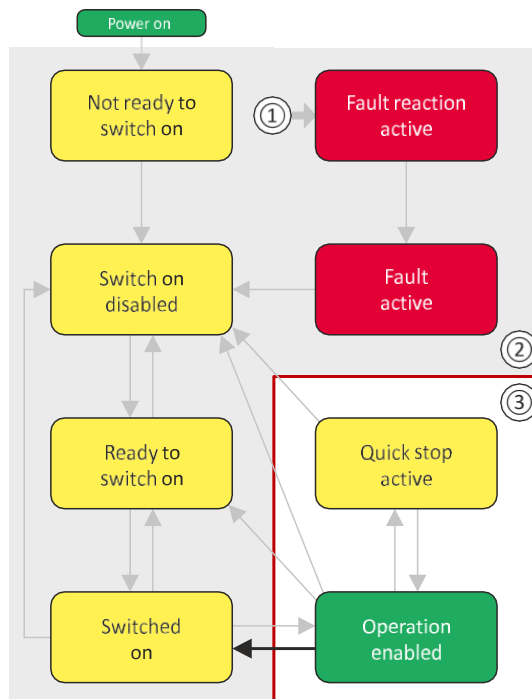 Power on
Not ready to
switch on
①
Fault reaction
active
Switch on
disabled
Fault
active
②
③
Ready to
switch on
Quick stop
active
Switched
on
Operation
enabled